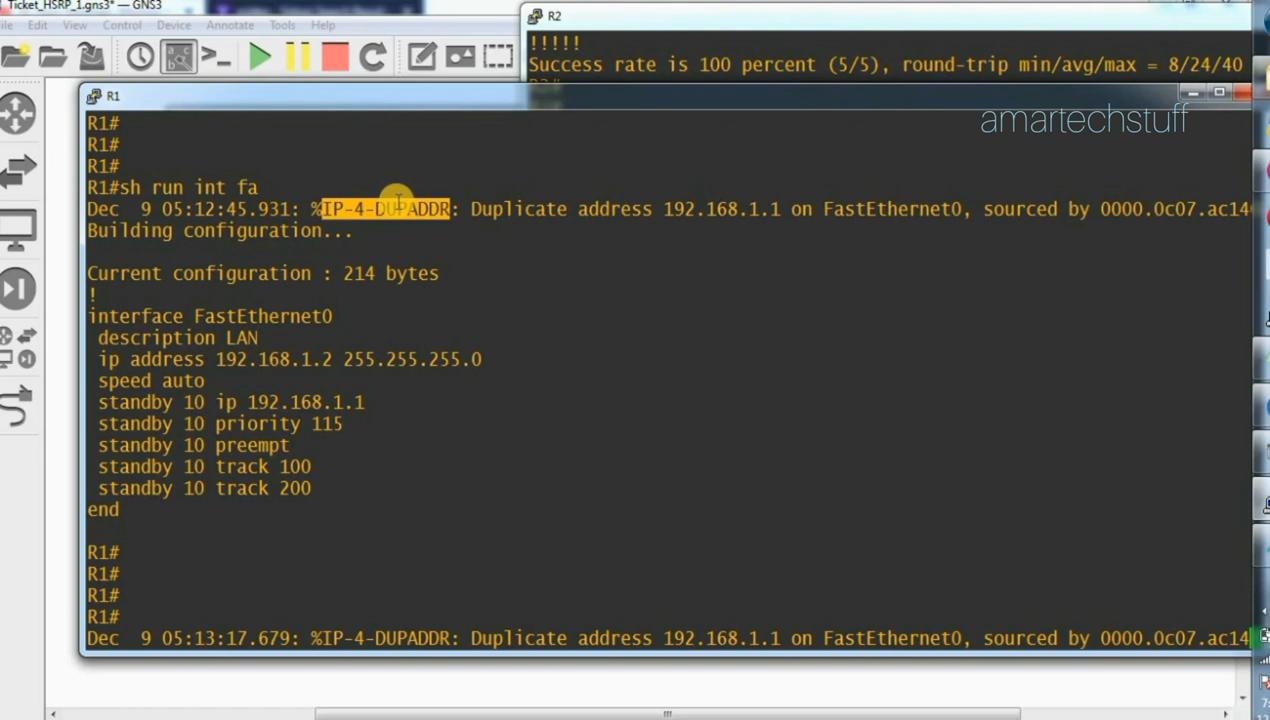 Ticket_HSRP_1.gns3* — GNS3
File Edit View Control Device Annotate Tools Help
R2
!!!!!
Success rate is 100 percent (5/5), round-trip min/avg/max = 8/24/40
R1
amartechstuff
R1#
R1#
R1#
R1#sh run int fa
Dec 9 05:12:45.931: %IP-4-DUPADDR: Duplicate address 192.168.1.1 on FastEthernet0, sourced by 0000.0c07.ac14
Building configuration...
Current configuration : 214 bytes
!
interface FastEthernet0
description LAN
ip address 192.168.1.2 255.255.255.0
speed auto
standby 10 ip 192.168.1.1
standby 10 priority 115
standby 10 preempt
standby 10 track 100
standby 10 track 200
end
R1#
R1#
R1#
R1#
Dec 9 05:13:17.679: %IP-4-DUPADDR: Duplicate address 192.168.1.1 on FastEthernet0, sourced by 0000.0c07.ac14